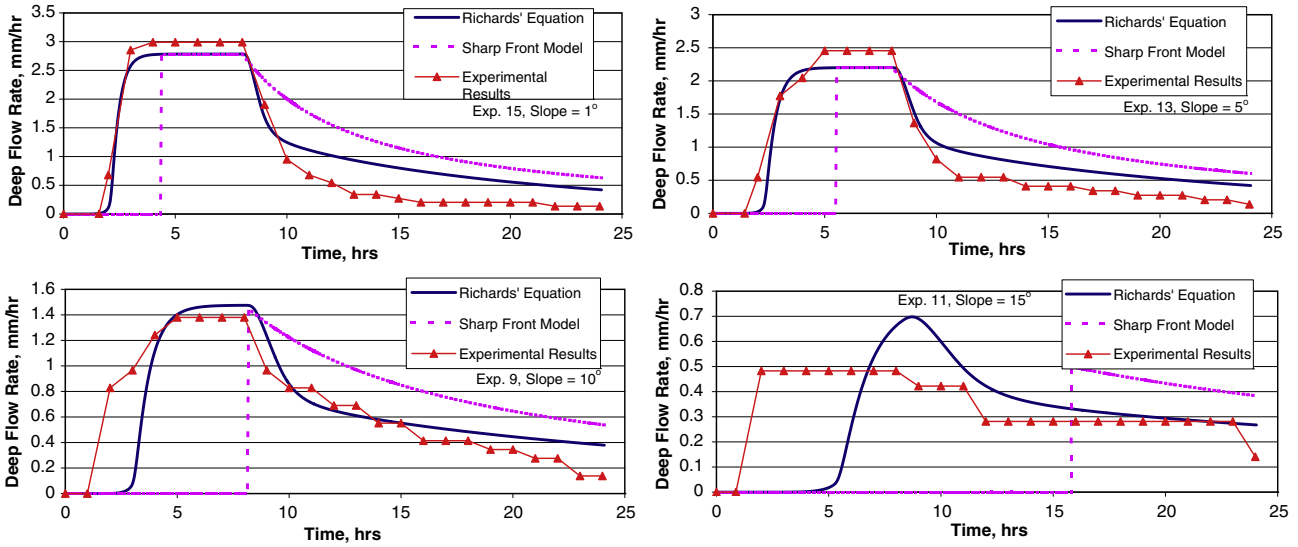 Deep Flow Rate, mm/hr
3.5
3
2.5
2
1.5
1
0.5
0
0 5 10 15 20 25
Time, hrs
Richards' Equation
Sharp Front Model
Experimental
Results
Exp. 15, Slope = 1°
Deep Flow Rate, mm/hr
3
2.5
2
1.5
1
0.5
0
0 5 10 15 20 25
Time, hrs
Richards' Equation
Sharp Front Model
Experimental Results
Exp. 13, Slope = 5°
Deep Flow Rate, mm/hr
1.6
1.4
1.2
1
0.8
0.6
0.4
0.2
0
0 5 10 15 20 25
Time, hrs
Richards' Equation
Sharp Front Model
Experimental Results
Exp. 9, Slope = 10°
Deep Flow Rate, mm/hr
0.8
0.7
0.6
0.5
0.4
0.3
0.2
0.1
0
0 5 10 15 20 25
Time, hrs
Exp. 11, Slope = 15°
Richards' Equation
Sharp Front Model
Experimental Results